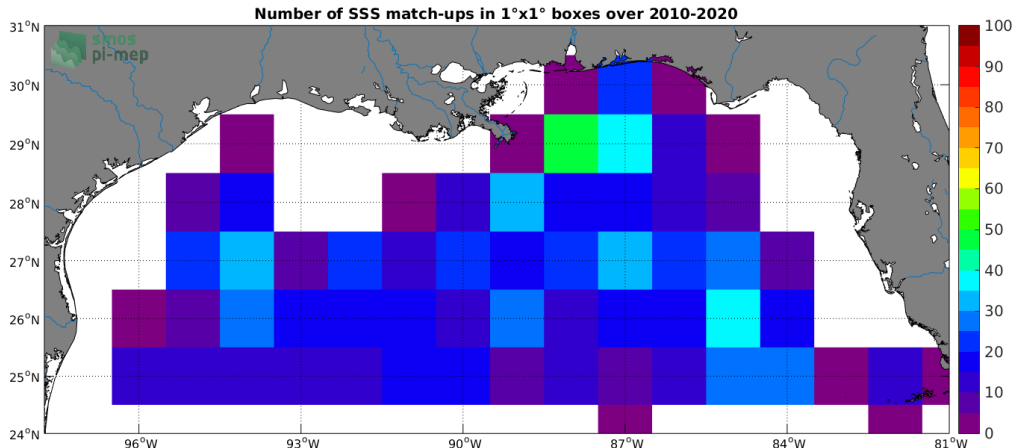 Number of SSS match-ups in 1°x1° boxes over 2010-2020
smos
pi-mep
31°N
30°N
29°N
28°N
27°N
26°N
25°N
24°N
96°W
93°W
90°W
87°W
84°W
81°W
100
90
80
70
60
50
40
30
20
10
0